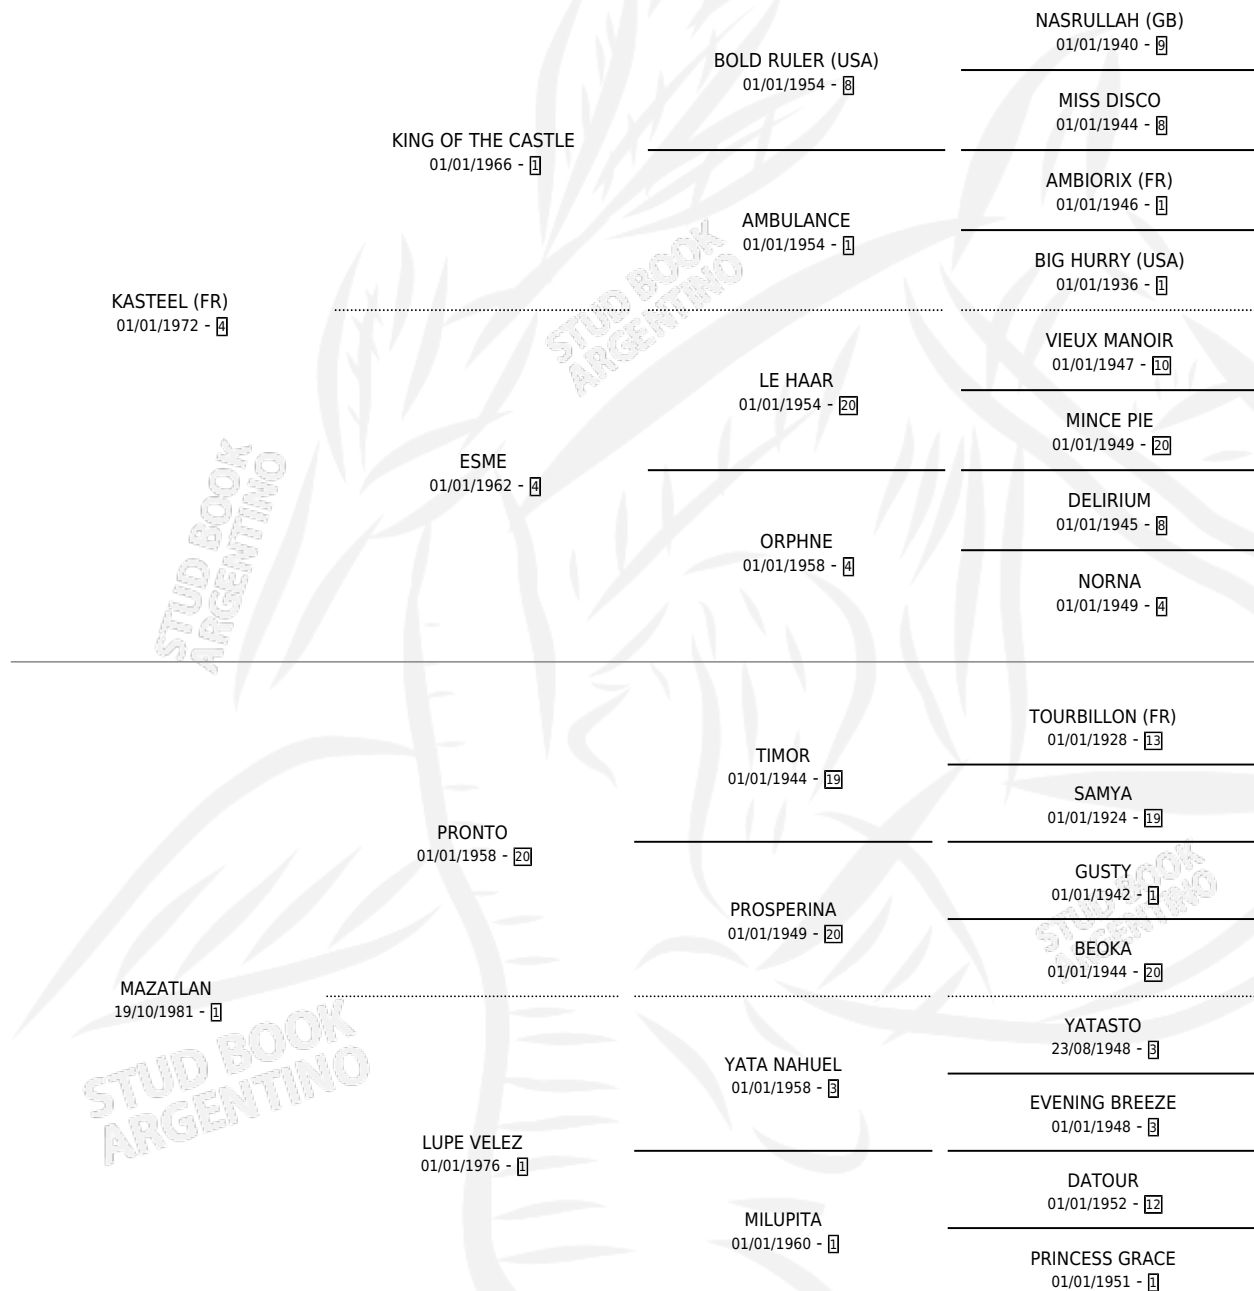 NASRULLAH (GB)
01/01/1940 - 9
BOLD RULER (USA)
01/01/1954 - 8
MISS DISCO
01/01/1944 - 8
KING OF THE CASTLE
01/01/1966 - 1
AMBIORIX (FR)
01/01/1946 - 1
AMBULANCE
01/01/1954 - 1
BIG HURRY (USA)
01/01/1936 - 1
KASTEEL (FR)
01/01/1972 - 4
VIEUX MANOIR
01/01/1947 - 10
LE HAAR
01/01/1954 - 20
MINCE PIE
01/01/1949 - 20
ESME
01/01/1962 - 4
DELIRIUM
01/01/1945 - 8
ORPHNE
01/01/1958 - 4
NORNA
01/01/1949 - 4
TOURBILLON (FR)
01/01/1928 - 13
TIMOR
01/01/1944 - 19
SAMYA
01/01/1924 - 19
PRONTO
01/01/1958 - 20
GUSTY
01/01/1942 - 1
PROSPERINA
01/01/1949 - 20
BEOKA
01/01/1944 - 20
MAZATLAN
19/10/1981 - 1
YATASTO
23/08/1948 - 3
YATA NAHUEL
01/01/1958 - 3
EVENING BREEZE
01/01/1948 - 3
LUPE VELEZ
01/01/1976 - 1
DATOUR
01/01/1952 - 12
MILUPITA
01/01/1960 - 1
PRINCESS GRACE
01/01/1951 - 1
STUD BOOK
ARGENTINO
STUD BOOK
ARGENTINO
STUD BOOK
ARGENTINO
STUD BOOK
ARGENTINO